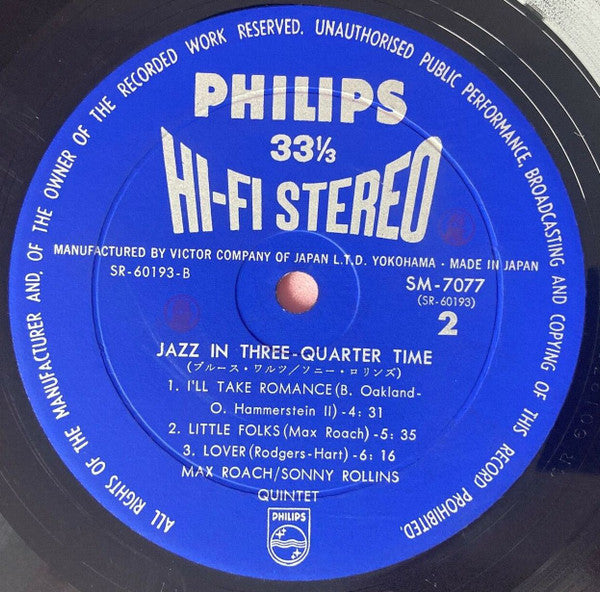 ALL RIGHTS OF THE MANUFACTURER AND, OF THE OWNER OF THE RECORDED WORK RESERVED. UNAUTHORISED PUBLIC PERFORMANCE, BROADCASTING AND COPYING OF THIS RECORD PROHIBITED.
PHILIPS
33⅓
HI-FI STEREO
MANUFACTURED BY VICTOR COMPANY OF JAPAN L.T.D. YOKOHAMA · MADE IN JAPAN
SR-60193-B
SM-7077
(SR-60193)
2
JAZZ IN THREE-QUARTER TIME
(ブルース・ワルツ/ソニー・ロリンズ)
1. I'LL TAKE ROMANCE (B. Oakland-
O. Hammerstein II) -4: 31
2. LITTLE FOLKS (Max Roach) -5: 35
3. LOVER (Rodgers-Hart) -6: 16
MAX ROACH/SONNY ROLLINS
QUINTET
PHILIPS